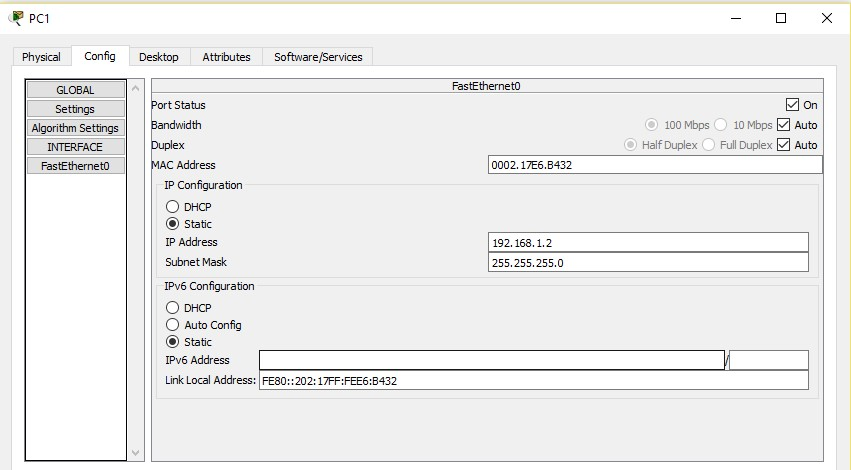 PC1
Physical Config Desktop Attributes Software/Services
GLOBAL
Settings
Algorithm Settings
INTERFACE
FastEthernet0
FastEthernet0
Port Status On
Bandwidth 100 Mbps 10 Mbps Auto
Duplex Half Duplex Full Duplex Auto
MAC Address 0002.17E6.B432
IP Configuration
DHCP
Static
IP Address 192.168.1.2
Subnet Mask 255.255.255.0
IPv6 Configuration
DHCP
Auto Config
Static
IPv6 Address /
Link Local Address: FE80::202:17FF:FEE6:B432